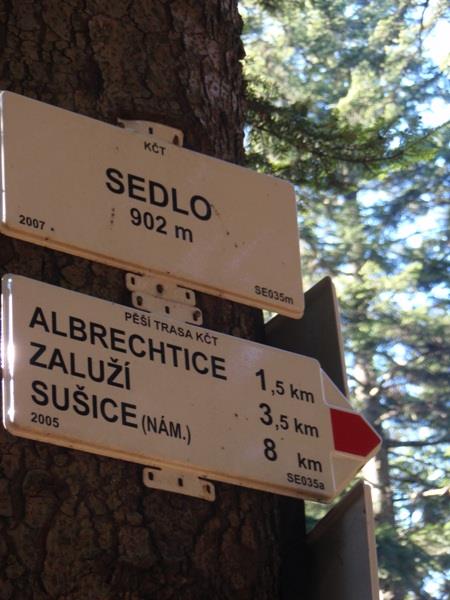 KČT
SEDLO
902 m
2007
SE035m
PĚŠÍ TRASA KČT
ALBRECHTICE 1,5 km
ZALUŽÍ 3,5 km
SUŠICE (NÁM.) 8 km
2005
SE035a